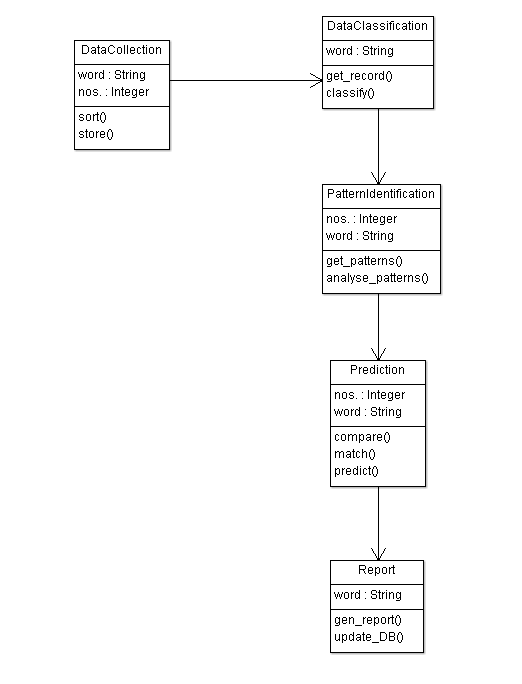 DataCollection
word : String
nos. : Integer
sort()
store()
DataClassification
word : String
get_record()
classify()
PatternIdentification
nos. : Integer
word : String
get_patterns()
analyse_patterns()
Prediction
nos. : Integer
word : String
compare()
match()
predict()
Report
word : String
gen_report()
update_DB()